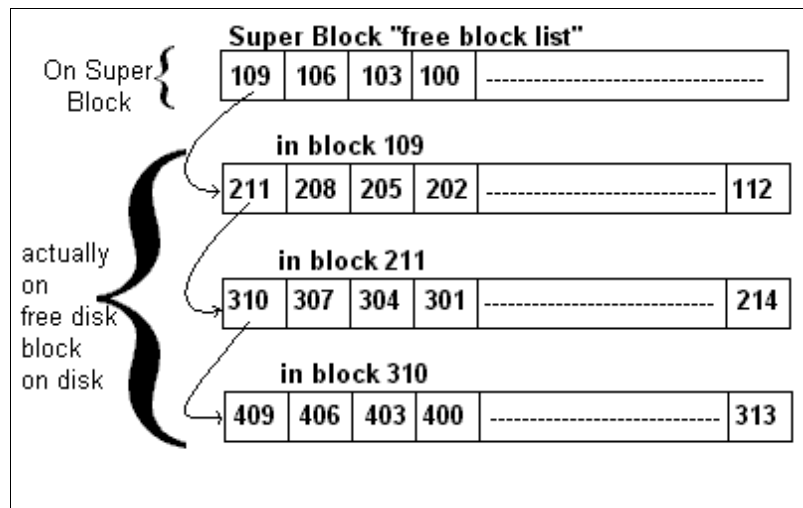 Super Block "free block list"
On Super
Block
109 106 103 100 --------------------------------
in block 109
211 208 205 202 -------------------------- 112
in block 211
310 307 304 301 -------------------------- 214
in block 310
409 406 403 400 -------------------------- 313
actually
on
free disk
block
on disk